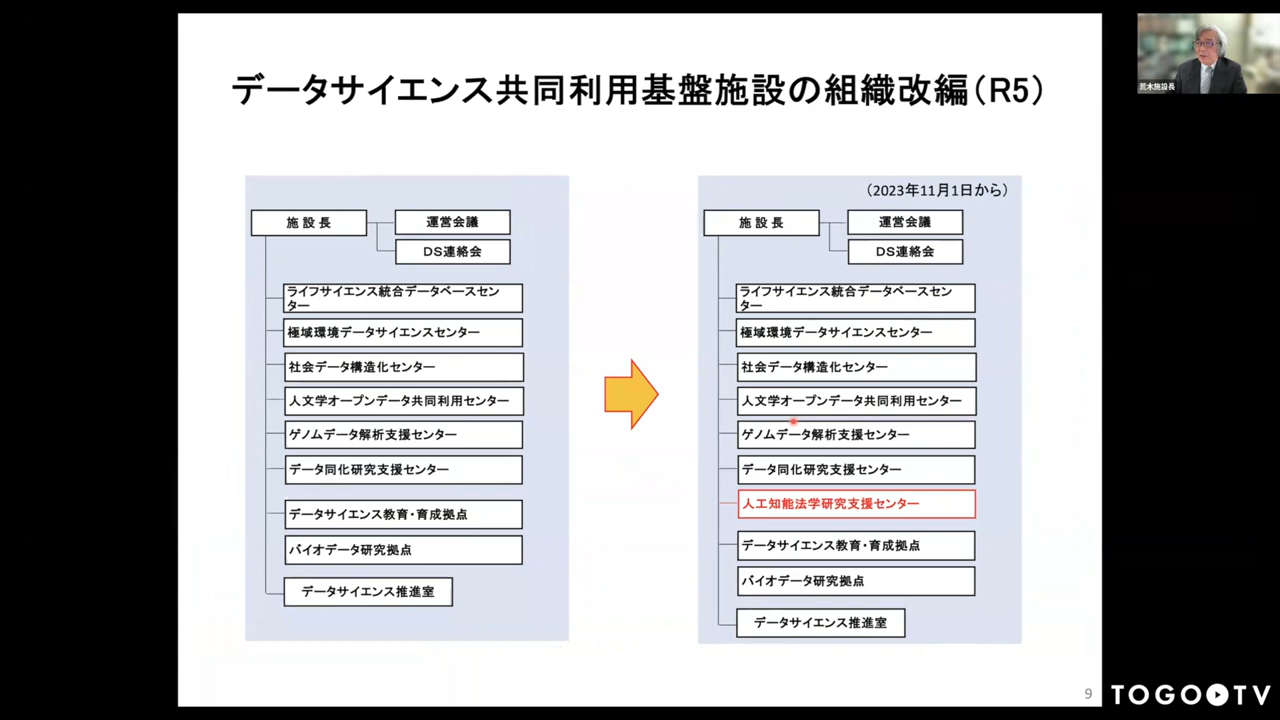 データサイエンス共同利用基盤施設の組織改編（R5）
施設長
運営会議
DS連絡会
ライフサイエンス統合データベースセン
ター
極域環境データサイエンスセンター
社会データ構造化センター
人文学オープンデータ共同利用センター
ゲノムデータ解析支援センター
データ同化研究支援センター
データサイエンス教育・育成拠点
バイオデータ研究拠点
データサイエンス推進室
（2023年11月1日から）
施設長
運営会議
DS連絡会
ライフサイエンス統合データベースセン
ター
極域環境データサイエンスセンター
社会データ構造化センター
人文学オープンデータ共同利用センター
ゲノムデータ解析支援センター
データ同化研究支援センター
人工知能法学研究支援センター
データサイエンス教育・育成拠点
バイオデータ研究拠点
データサイエンス推進室
荒木施設長
9
TOGO TV